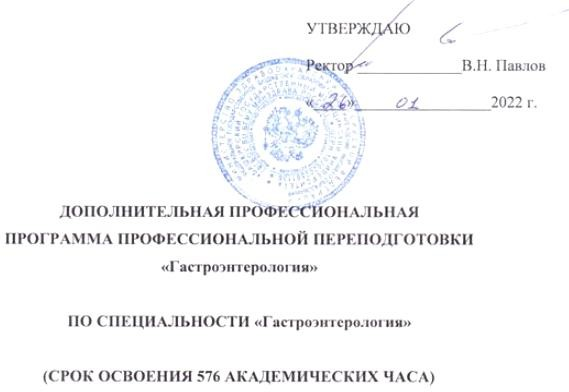 УТВЕРЖДАЮ
Ректор _____________ В.Н. Павлов
« 26 » 01 2022 г.
ДОПОЛНИТЕЛЬНАЯ ПРОФЕССИОНАЛЬНАЯ
ПРОГРАММА ПРОФЕССИОНАЛЬНОЙ ПЕРЕПОДГОТОВКИ
«Гастроэнтерология»
ПО СПЕЦИАЛЬНОСТИ «Гастроэнтерология»
(СРОК ОСВОЕНИЯ 576 АКАДЕМИЧЕСКИХ ЧАСА)